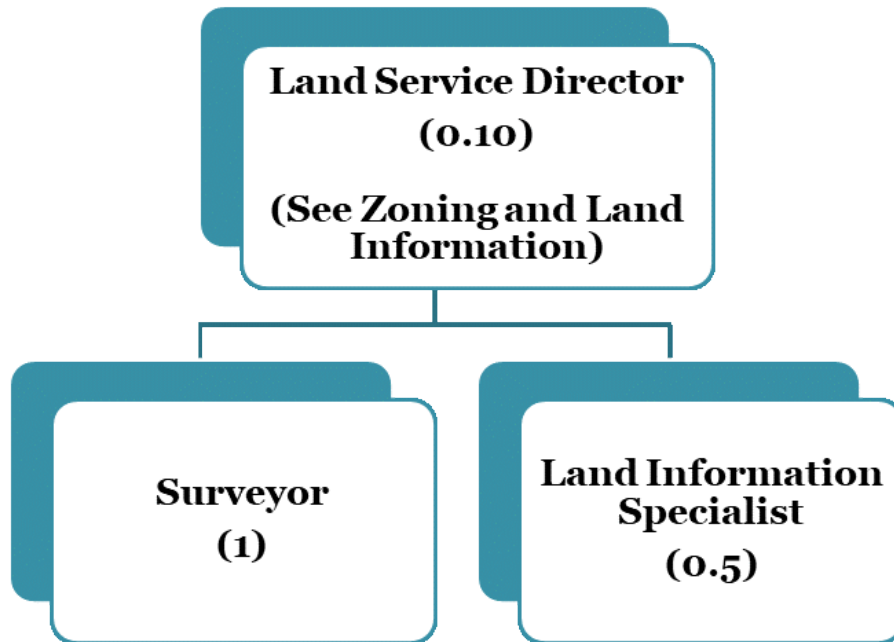 Land Service Director
(0.10)
(See Zoning and Land
Information)
Surveyor
(1)
Land Information
Specialist
(0.5)